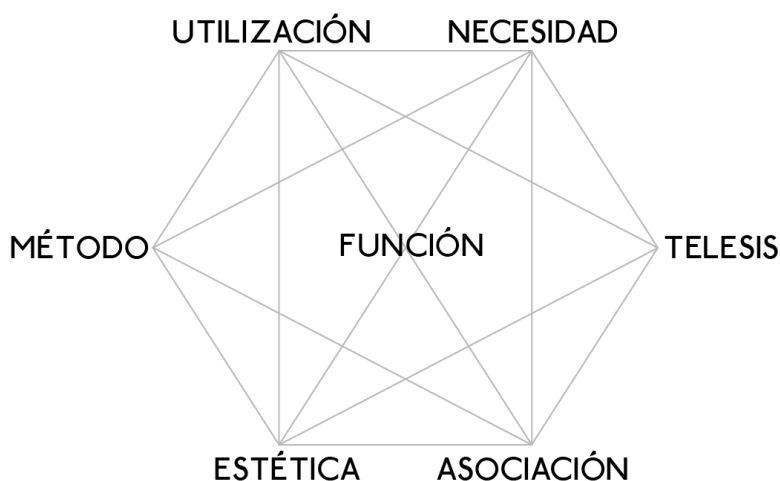 UTILIZACIÓN NECESIDAD
MÉTODO FUNCIÓN TELESIS
ESTÉTICA ASOCIACIÓN